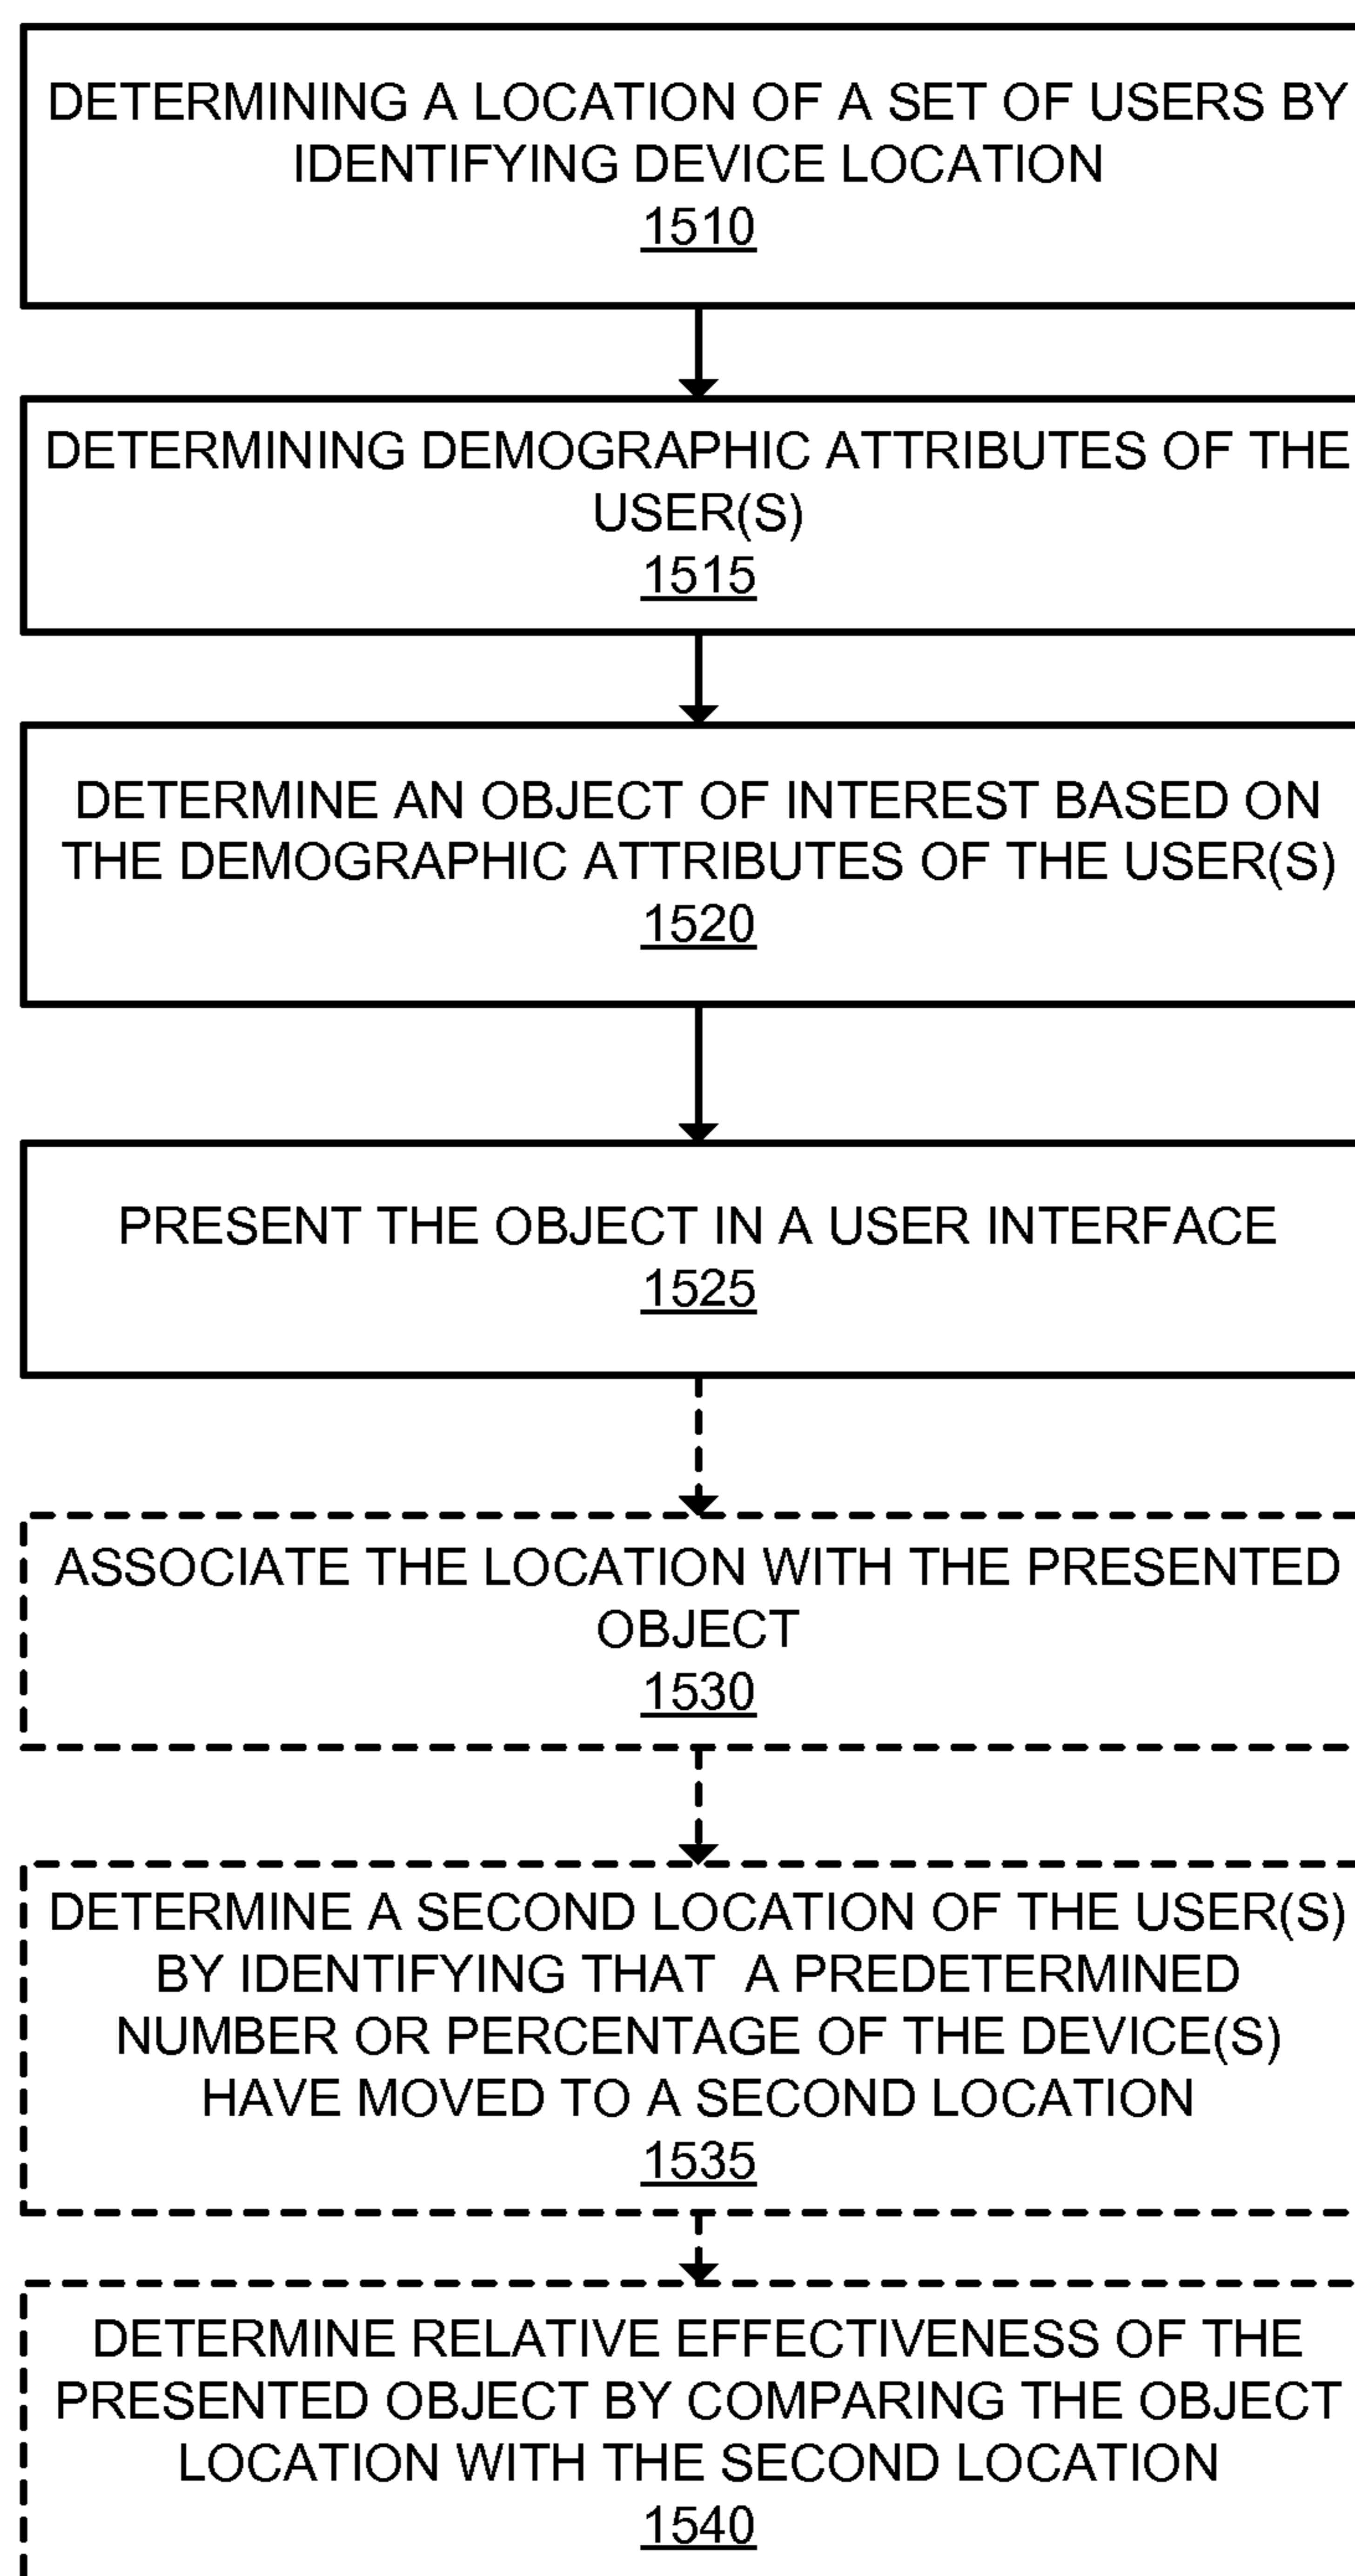 DETERMINING A LOCATION OF A SET OF USERS BY
IDENTIFYING DEVICE LOCATION
1510
DETERMINING DEMOGRAPHIC ATTRIBUTES OF THE
USER(S)
1515
DETERMINE AN OBJECT OF INTEREST BASED ON
THE DEMOGRAPHIC ATTRIBUTES OF THE USER(S)
1520
PRESENT THE OBJECT IN A USER INTERFACE
1525
ASSOCIATE THE LOCATION WITH THE PRESENTED
OBJECT
1530
DETERMINE A SECOND LOCATION OF THE USER(S)
BY IDENTIFYING THAT A PREDETERMINED
NUMBER OR PERCENTAGE OF THE DEVICE(S)
HAVE MOVED TO A SECOND LOCATION
1535
DETERMINE RELATIVE EFFECTIVENESS OF THE
PRESENTED OBJECT BY COMPARING THE OBJECT
LOCATION WITH THE SECOND LOCATION
1540